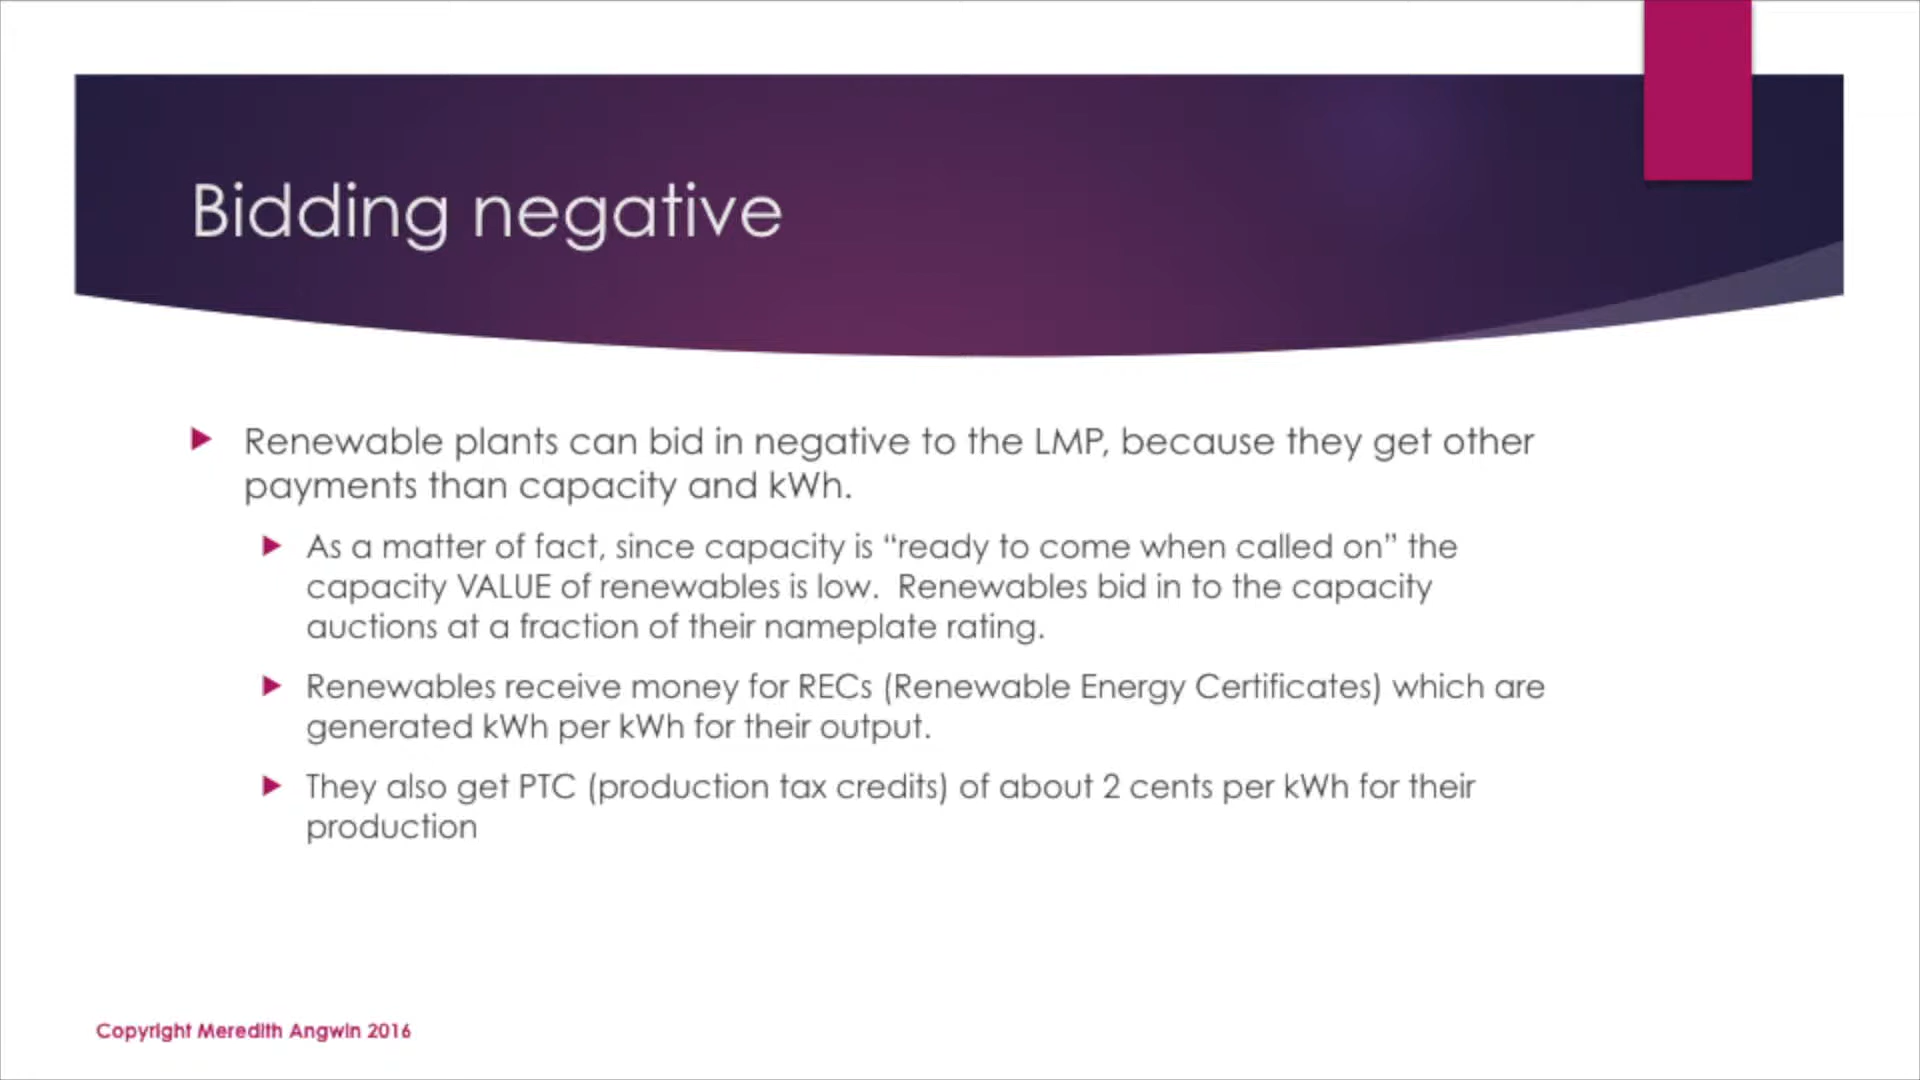 Bidding negative
Renewable plants can bid in negative to the LMP, because they get other
payments than capacity and kWh.
As a matter of fact, since capacity is “ready to come when called on” the
capacity VALUE of renewables is low.  Renewables bid in to the capacity
auctions at a fraction of their nameplate rating.
Renewables receive money for RECs (Renewable Energy Certificates) which are
generated kWh per kWh for their output.
They also get PTC (production tax credits) of about 2 cents per kWh for their
production
Copyright Meredith Angwin 2016